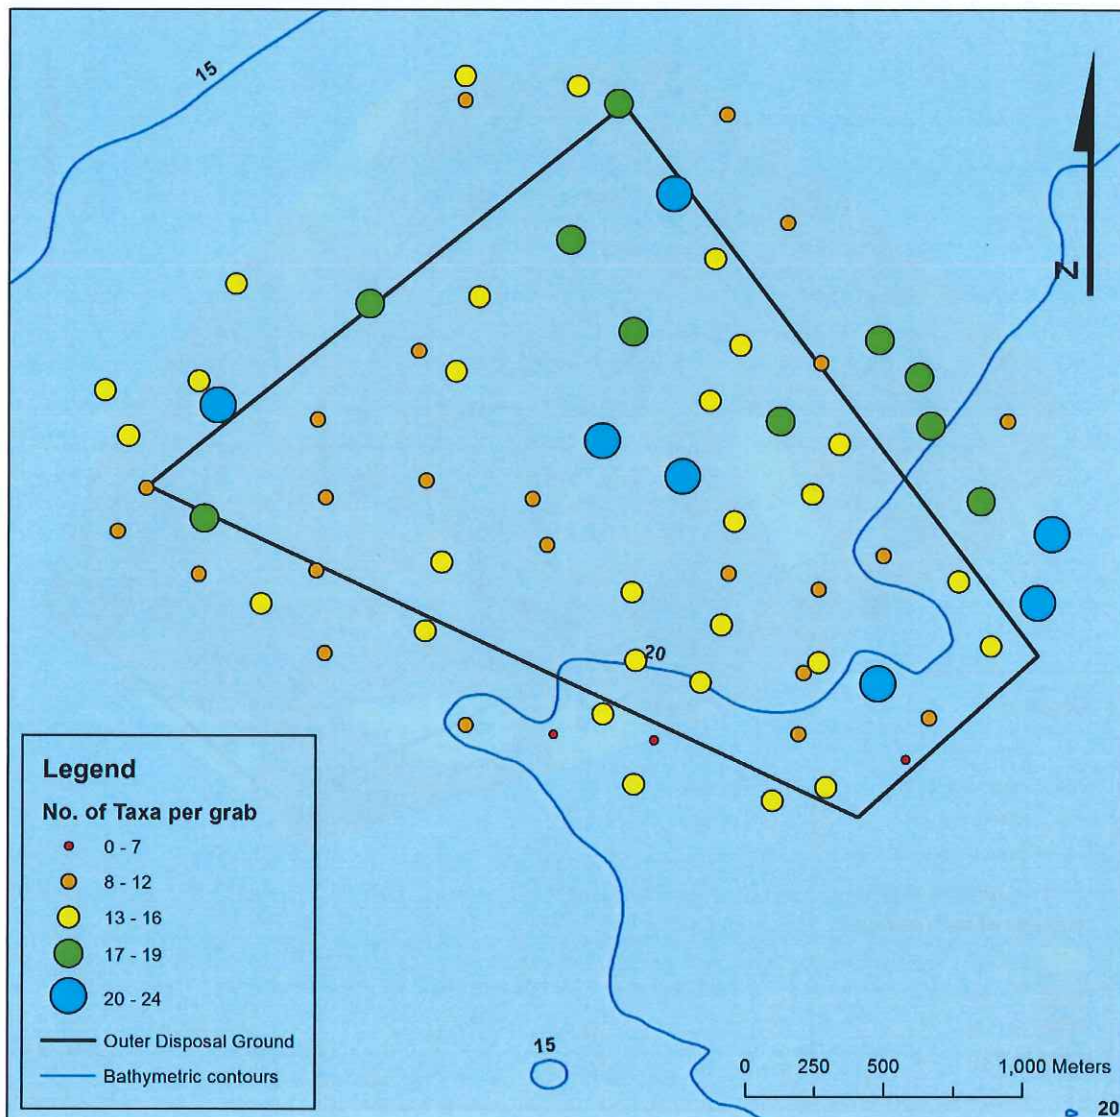 15
N
20
Legend
No. of Taxa per grab
0 - 7
8 - 12
13 - 16
17 - 19
20 - 24
Outer Disposal Ground
Bathymetric contours
15
0 250 500 1,000 Meters
20